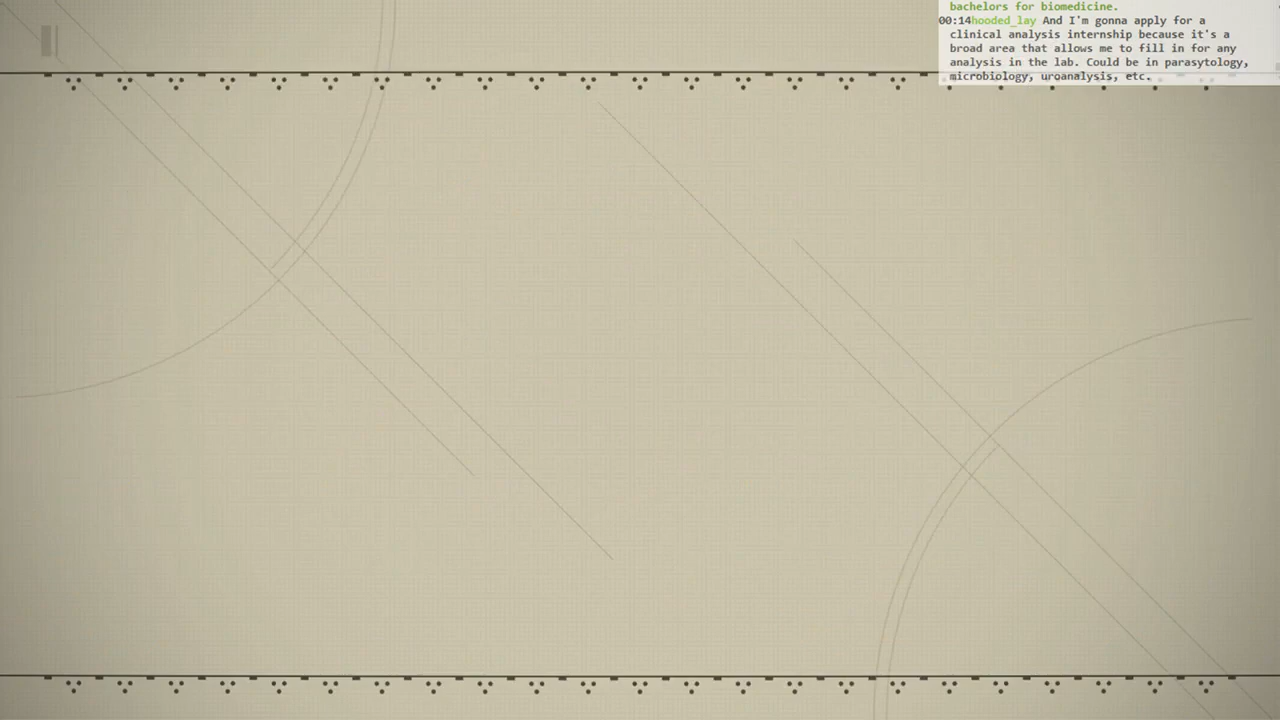 bachelors for biomedicine.
00:14hooded_lay And I'm gonna apply for a
clinical analysis internship because it's a
broad area that allows me to fill in for any
analysis in the lab. Could be in parasytology,
microbiology, uroanalysis, etc.